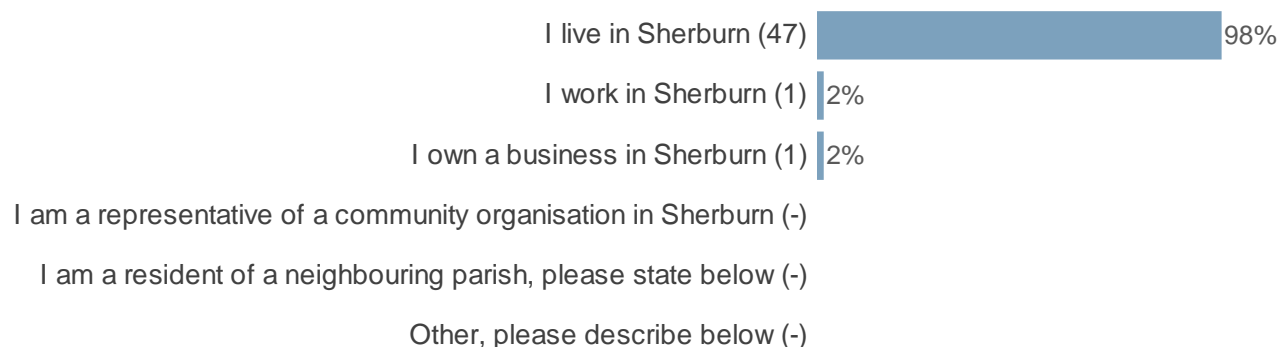 I live in Sherburn (47) 98%
I work in Sherburn (1) 2%
I own a business in Sherburn (1) 2%
I am a representative of a community organisation in Sherburn (-)
I am a resident of a neighbouring parish, please state below (-)
Other, please describe below (-)